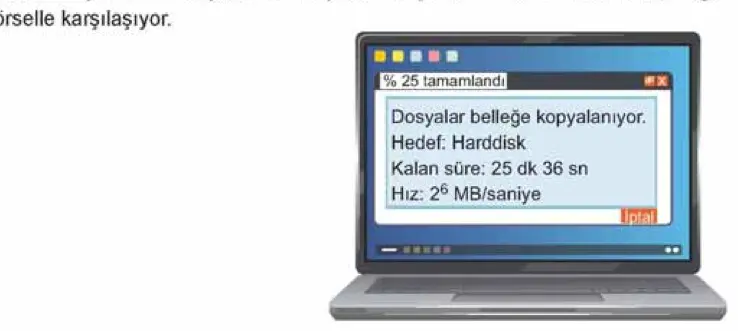 örselle karşılaşıyor.
% 25 tamamlandı
Dosyalar belleğe kopyalanıyor.
Hedef: Harddisk
Kalan süre: 25 dk 36 sn
Hız: 2⁶ MB/saniye
İptal